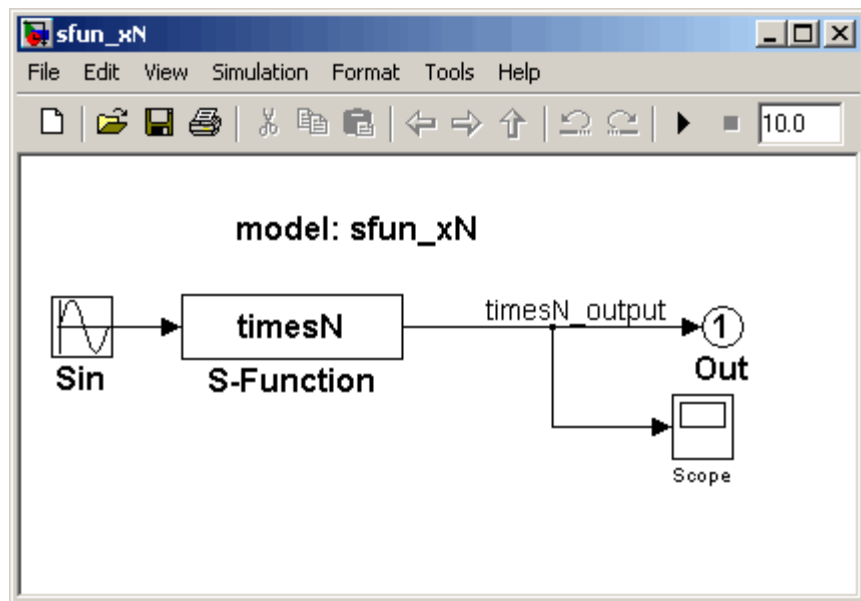 sfun_xN
File Edit View Simulation Format Tools Help
10.0
model: sfun_xN
timesN
timesN_output
1
Sin
S-Function
Out
Scope